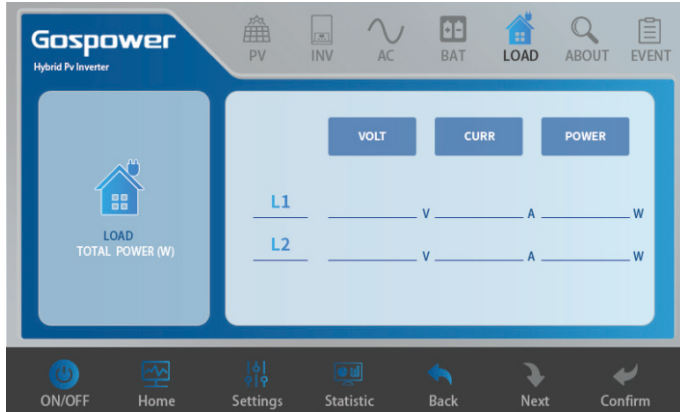 Gospower
Hybrid Pv Inverter
PV INV AC BAT LOAD ABOUT EVENT
VOLT CURR POWER
LOAD
TOTAL POWER (W)
L1 V A W
L2 V A W
ON/OFF Home Settings Statistic Back Next Confirm